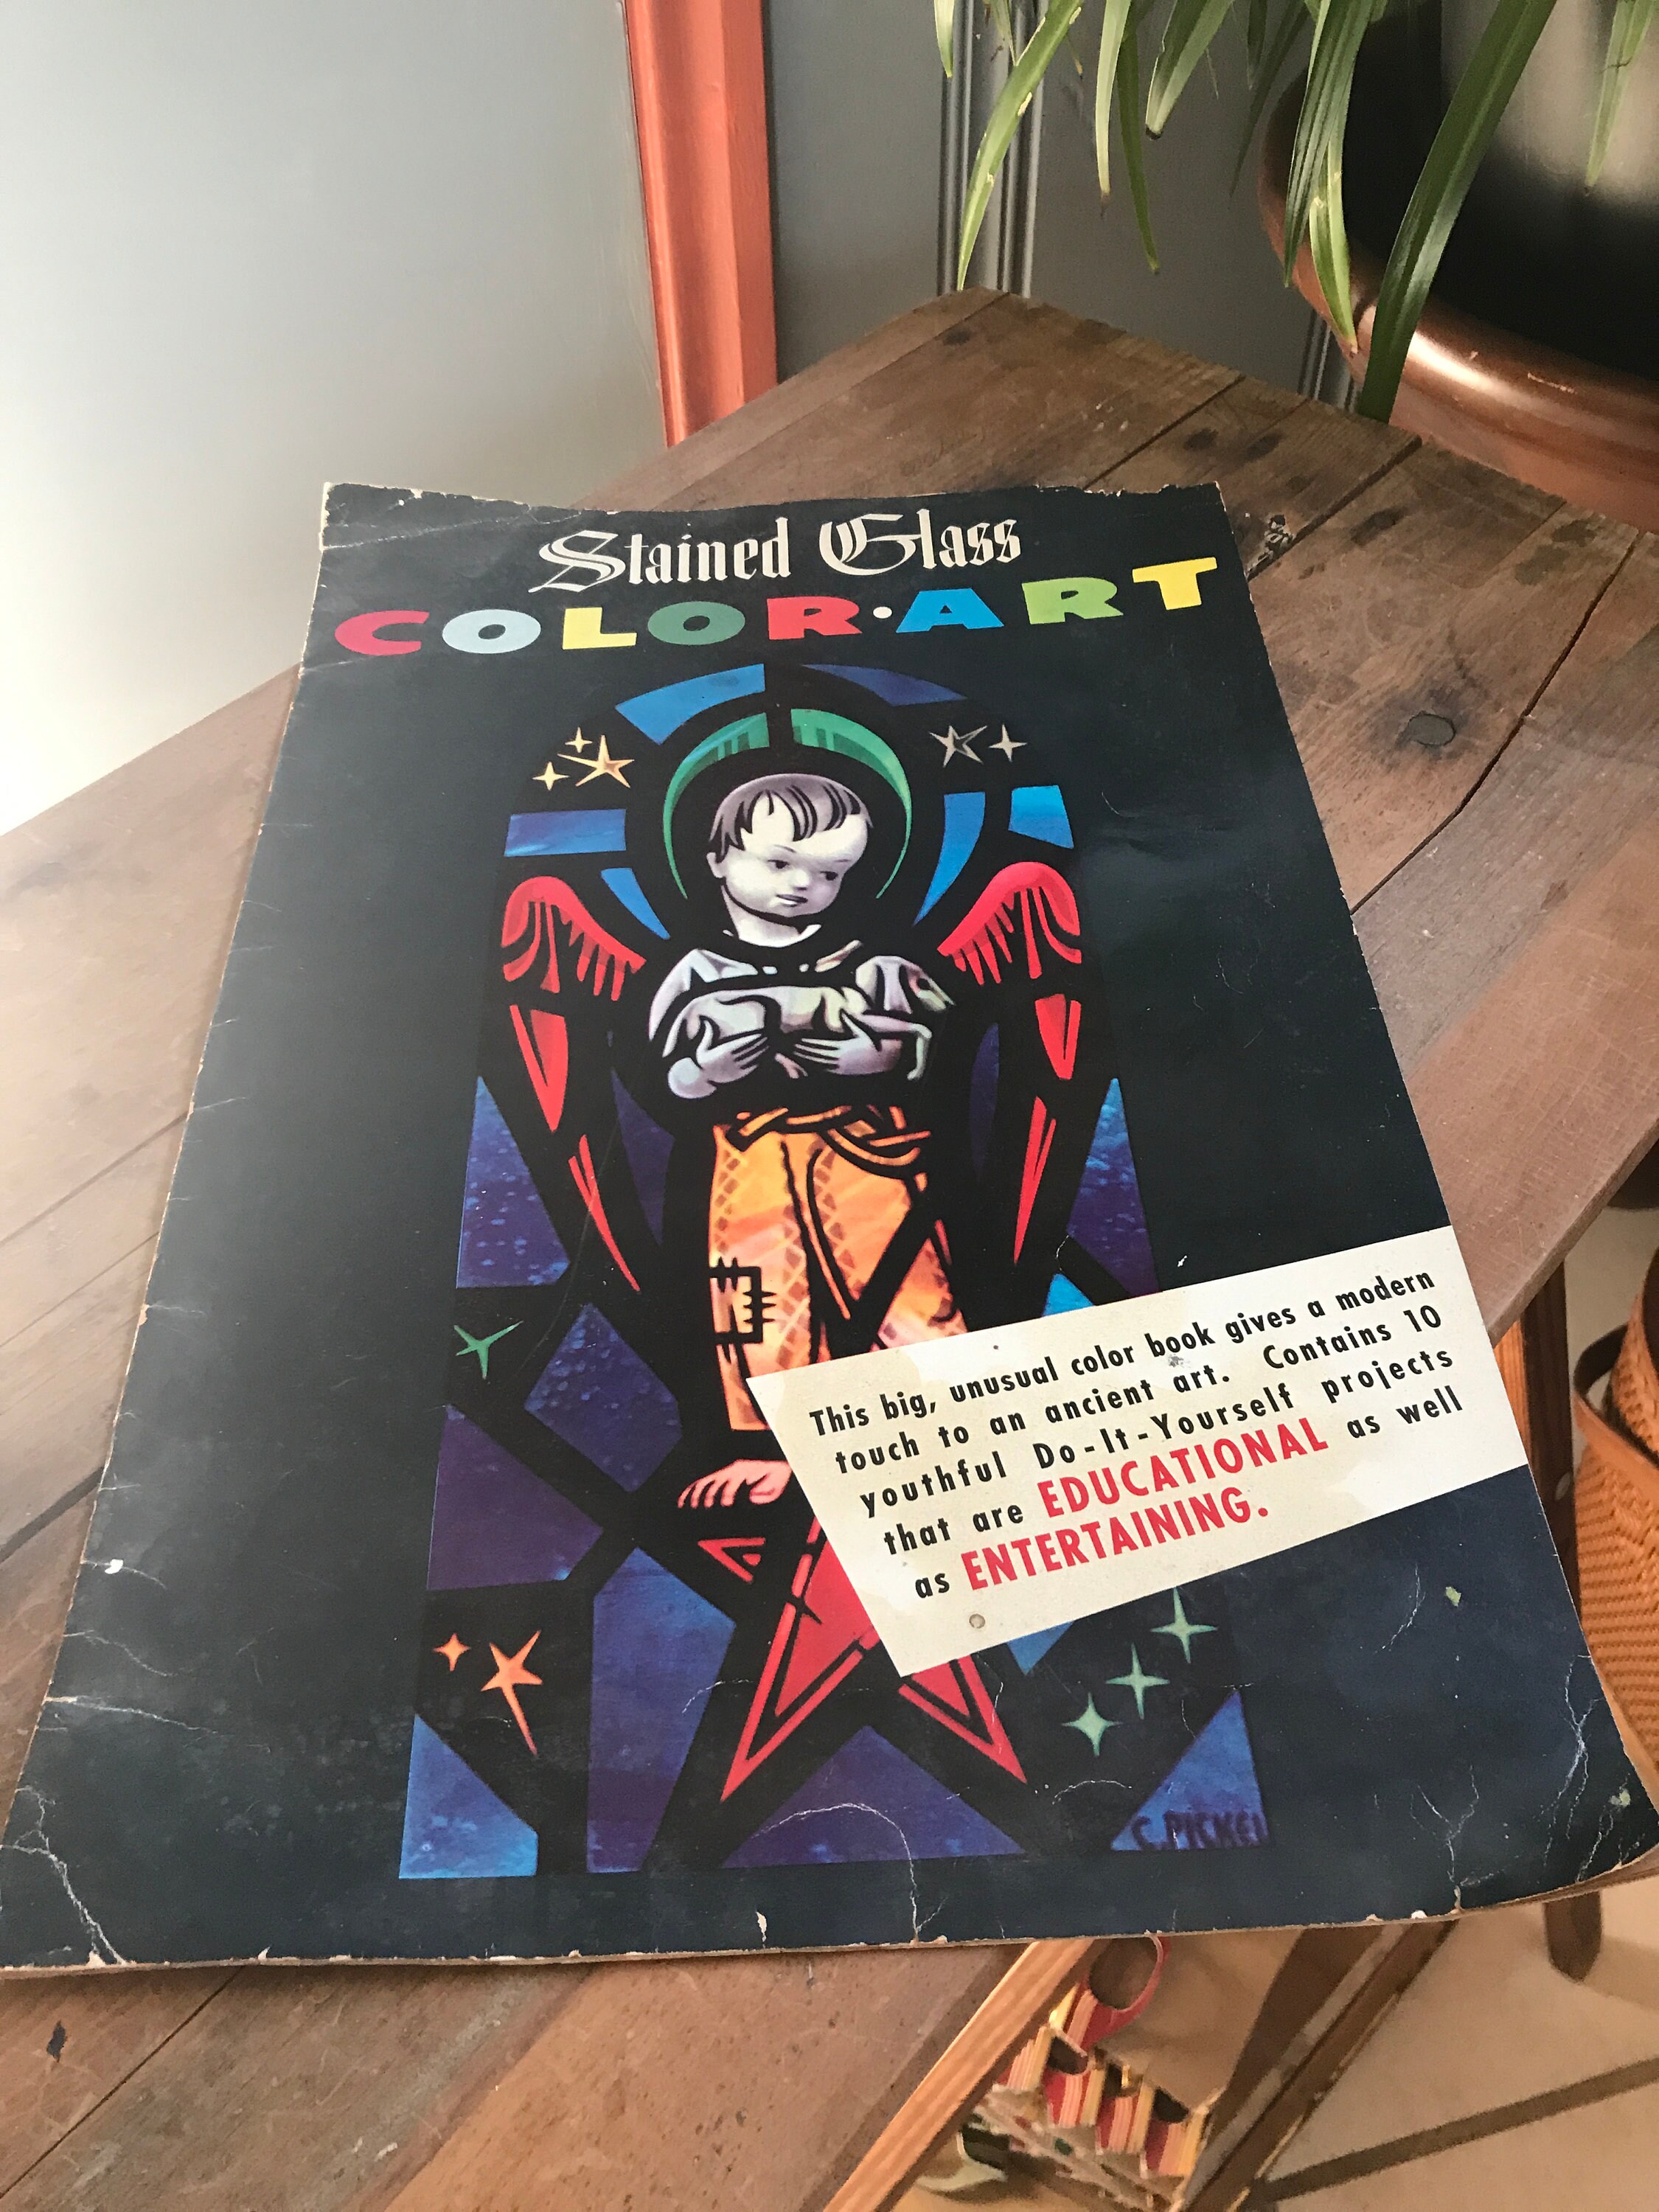 Stained Glass
COLOR·ART
This big, unusual color book gives a modern
touch to an ancient art. Contains 10
youthful Do-It-Yourself projects
that are EDUCATIONAL as well
as ENTERTAINING.
C. PICKEL